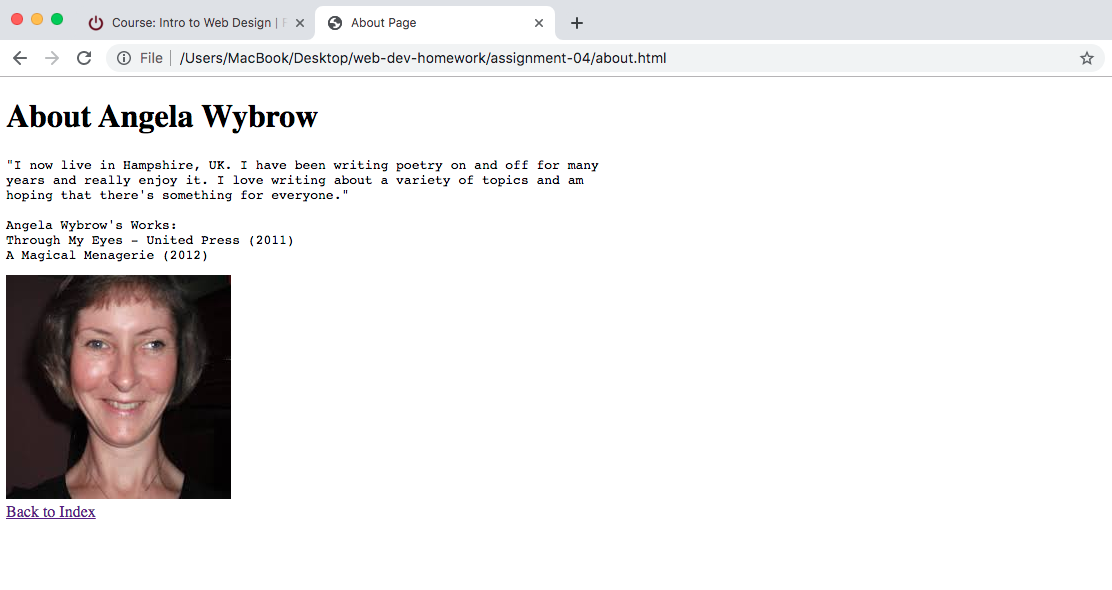 Course: Intro to Web Design |
About Page
File
/Users/MacBook/Desktop/web-dev-homework/assignment-04/about.html
About Angela Wybrow
"I now live in Hampshire, UK. I have been writing poetry on and off for many
years and really enjoy it. I love writing about a variety of topics and am
hoping that there's something for everyone."
Angela Wybrow's Works:
Through My Eyes - United Press (2011)
A Magical Menagerie (2012)
Back to Index